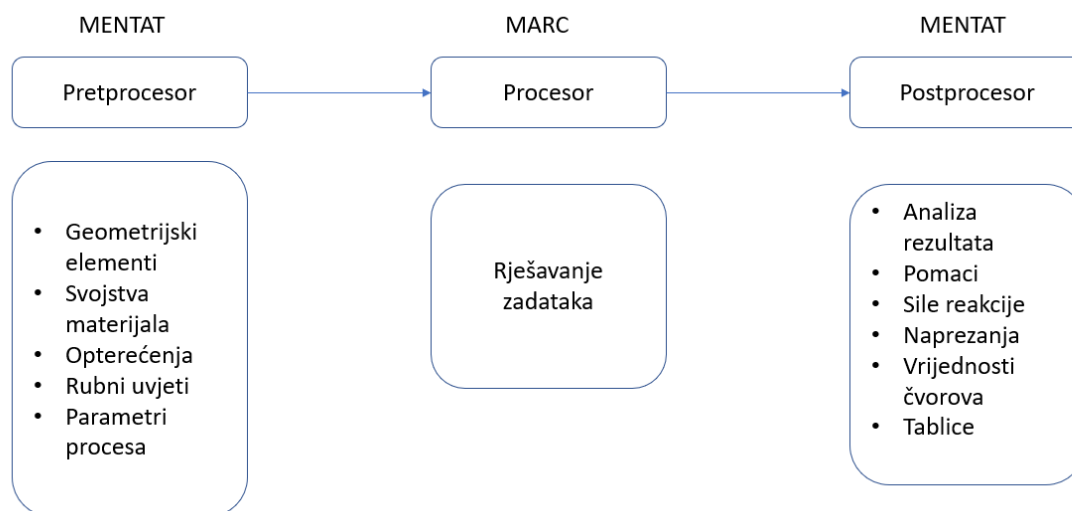 MENTAT
MARC
MENTAT
Pretprocesor
Procesor
Postprocesor
• Geometrijski
elementi
• Svojstva
materijala
• Opterećenja
• Rubni uvjeti
• Parametri
procesa
Rješavanje
zadataka
• Analiza
rezultata
• Pomaci
• Sile reakcije
• Naprezanja
• Vrijednosti
čvorova
• Tablice